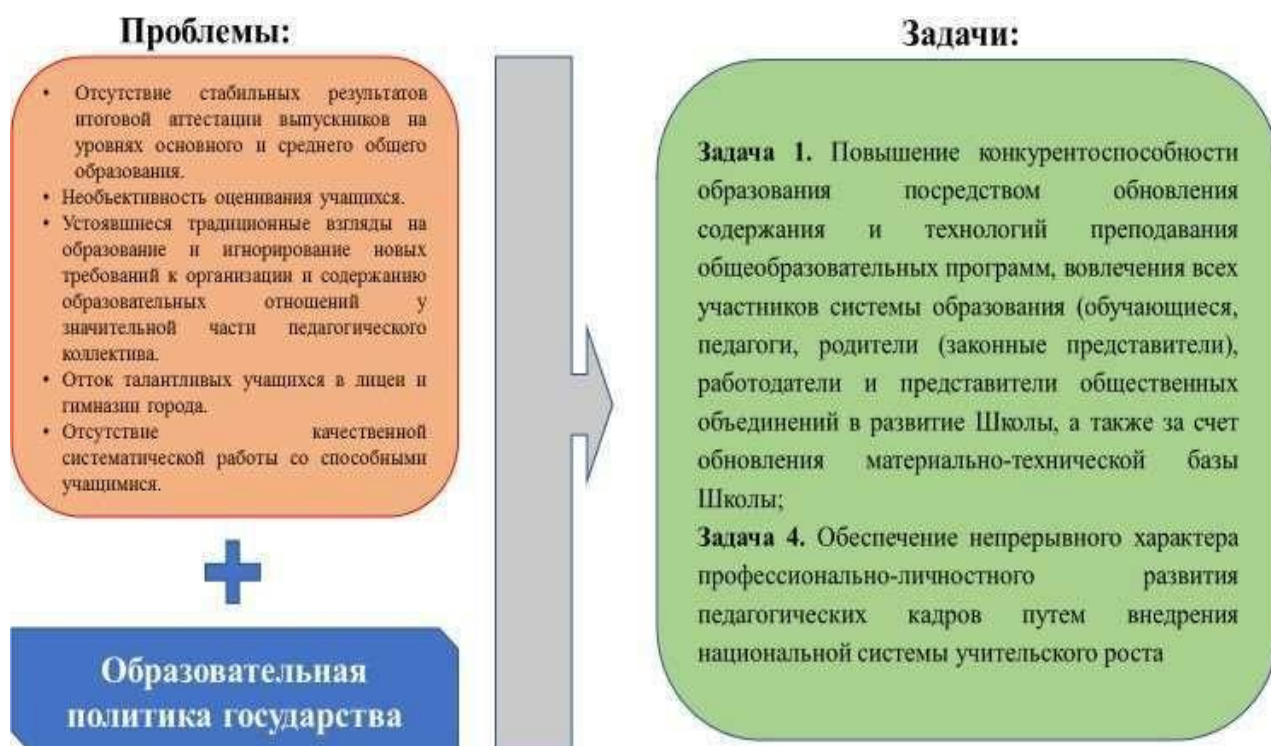 Проблемы:
• Отсутствие стабильных результатов
итоговой аттестации выпускников на
уровнях основного и среднего общего
образования.
• Необъективность оценивания учащихся.
• Устоявшиеся традиционные взгляды на
образование и игнорирование новых
требований к организации и содержанию
образовательных отношений у
значительной части педагогического
коллектива.
• Отток талантливых учащихся в лицеи и
гимназии города.
• Отсутствие качественной
систематической работы со способными
учащимися.
Образовательная
политика государства
Задачи:
Задача 1. Повышение конкурентоспособности
образования посредством обновления
содержания и технологий преподавания
общеобразовательных программ, вовлечения всех
участников системы образования (обучающиеся,
педагоги, родители (законные представители),
работодатели и представители общественных
объединений в развитие Школы, а также за счет
обновления материально-технической базы
Школы;
Задача 4. Обеспечение непрерывного характера
профессионально-личностного развития
педагогических кадров путем внедрения
национальной системы учительского роста